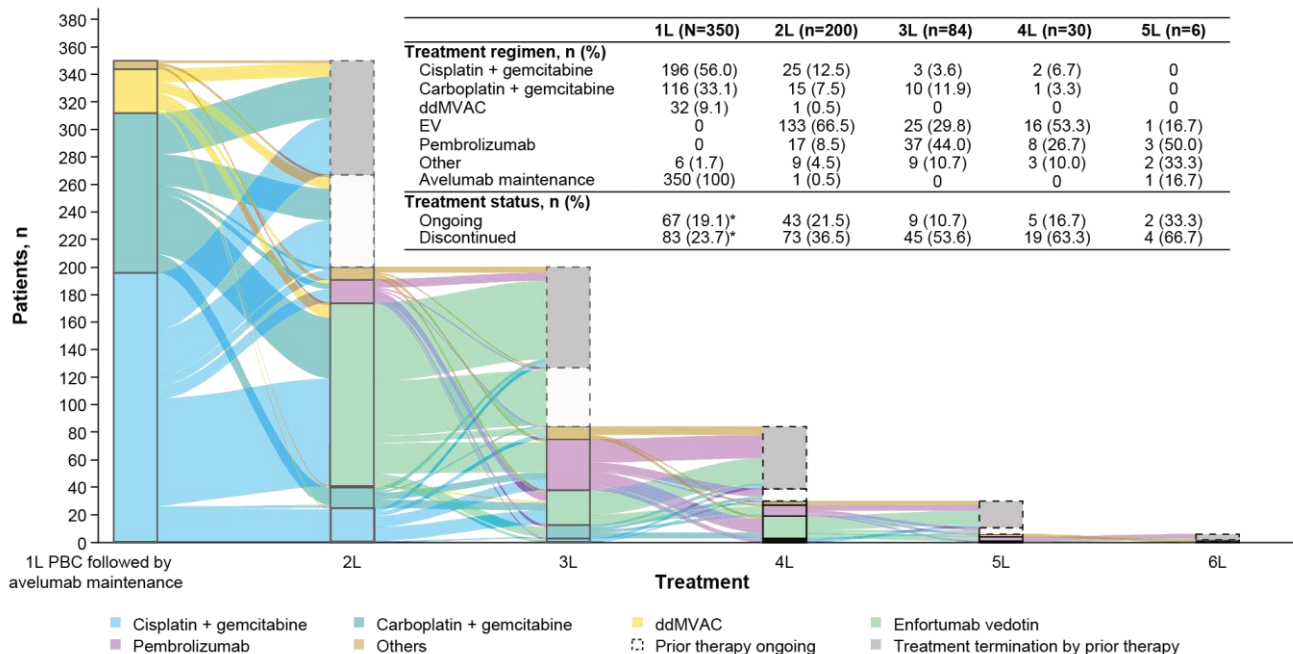 1L (N=350) 2L (n=200) 3L (n=84) 4L (n=30) 5L (n=6)
Treatment regimen, n (%)
Cisplatin + gemcitabine 196 (56.0) 25 (12.5) 3 (3.6) 2 (6.7) 0
Carboplatin + gemcitabine 116 (33.1) 15 (7.5) 10 (11.9) 1 (3.3) 0
ddMVAC 32 (9.1) 1 (0.5) 0 0 0
EV 0 133 (66.5) 25 (29.8) 16 (53.3) 1 (16.7)
Pembrolizumab 0 17 (8.5) 37 (44.0) 8 (26.7) 3 (50.0)
Other 6 (1.7) 9 (4.5) 9 (10.7) 3 (10.0) 2 (33.3)
Avelumab maintenance 350 (100) 1 (0.5) 0 0 1 (16.7)
Treatment status, n (%)
Ongoing 67 (19.1)* 43 (21.5) 9 (10.7) 5 (16.7) 2 (33.3)
Discontinued 83 (23.7)* 73 (36.5) 45 (53.6) 19 (63.3) 4 (66.7)
Patients, n
380
360
340
320
300
280
260
240
220
200
180
160
140
120
100
80
60
40
20
0
1L PBC followed by
avelumab maintenance
2L
3L
4L
5L
6L
Treatment
Cisplatin + gemcitabine Carboplatin + gemcitabine ddMVAC Enfortumab vedotin
Pembrolizumab Others Prior therapy ongoing Treatment termination by prior therapy